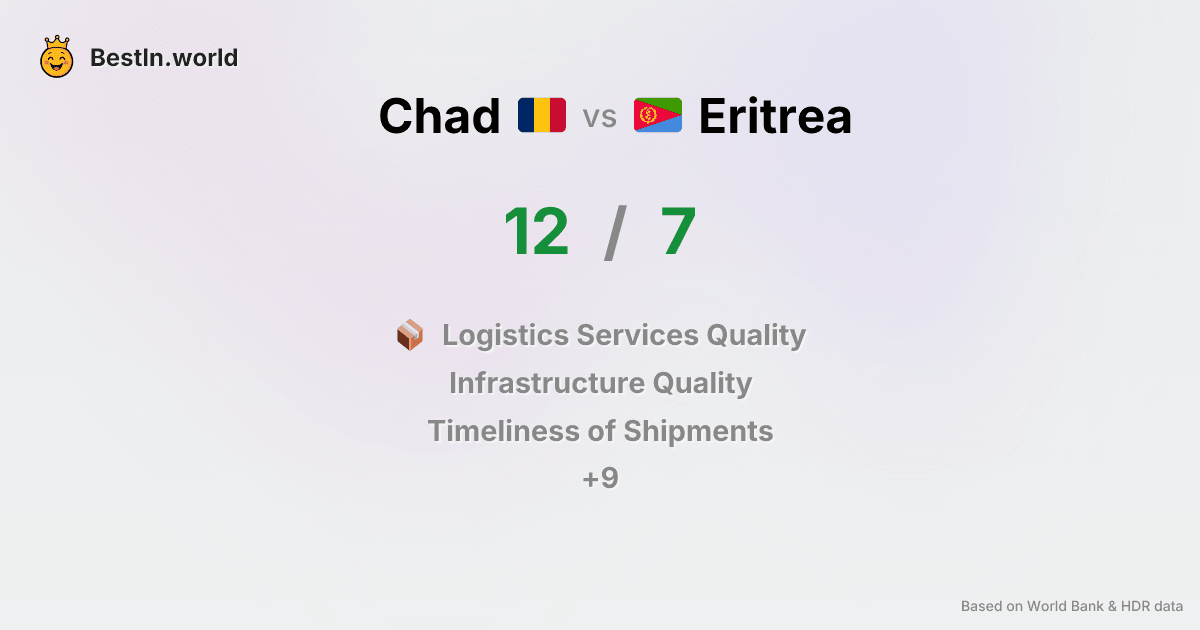 BestIn.world
Chad vs Eritrea
12 / 7
Logistics Services Quality
Infrastructure Quality
Timeliness of Shipments
+9
Based on World Bank & HDR data